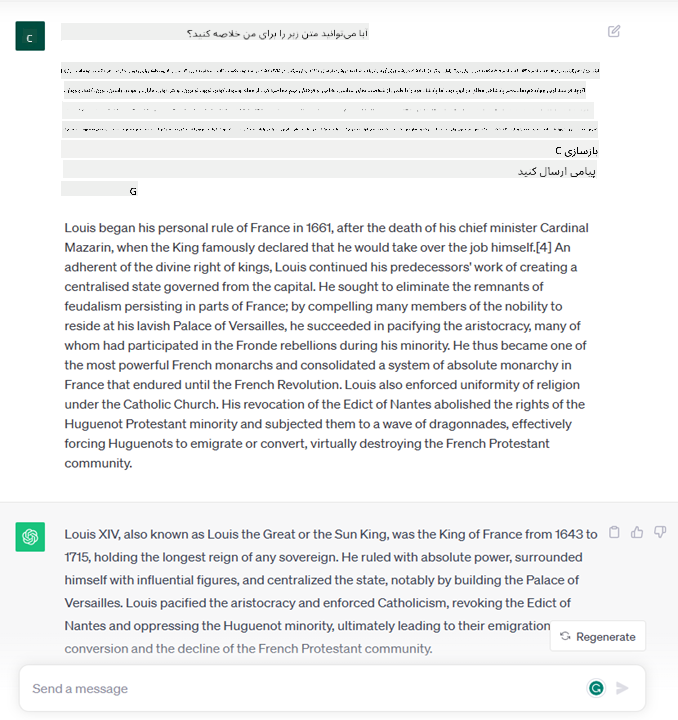 C
آیا می‌توانید متن زیر را برای من خلاصه کنید؟
بازسازی C
پیامی ارسال کنید
G
Louis began his personal rule of France in 1661, after the death of his chief minister Cardinal
Mazarin, when the King famously declared that he would take over the job himself.[4] An
adherent of the divine right of kings, Louis continued his predecessors' work of creating a
centralised state governed from the capital. He sought to eliminate the remnants of
feudalism persisting in parts of France; by compelling many members of the nobility to
reside at his lavish Palace of Versailles, he succeeded in pacifying the aristocracy, many of
whom had participated in the Fronde rebellions during his minority. He thus became one of
the most powerful French monarchs and consolidated a system of absolute monarchy in
France that endured until the French Revolution. Louis also enforced uniformity of religion
under the Catholic Church. His revocation of the Edict of Nantes abolished the rights of the
Huguenot Protestant minority and subjected them to a wave of dragonnades, effectively
forcing Huguenots to emigrate or convert, virtually destroying the French Protestant
community.
Louis XIV, also known as Louis the Great or the Sun King, was the King of France from 1643 to
1715, holding the longest reign of any sovereign. He ruled with absolute power, surrounded
himself with influential figures, and centralized the state, notably by building the Palace of
Versailles. Louis pacified the aristocracy and enforced Catholicism, revoking the Edict of
Nantes and oppressing the Huguenot minority, ultimately leading to their emigration
Regenerate
conversion and the decline of the French Protestant community.
Send a message